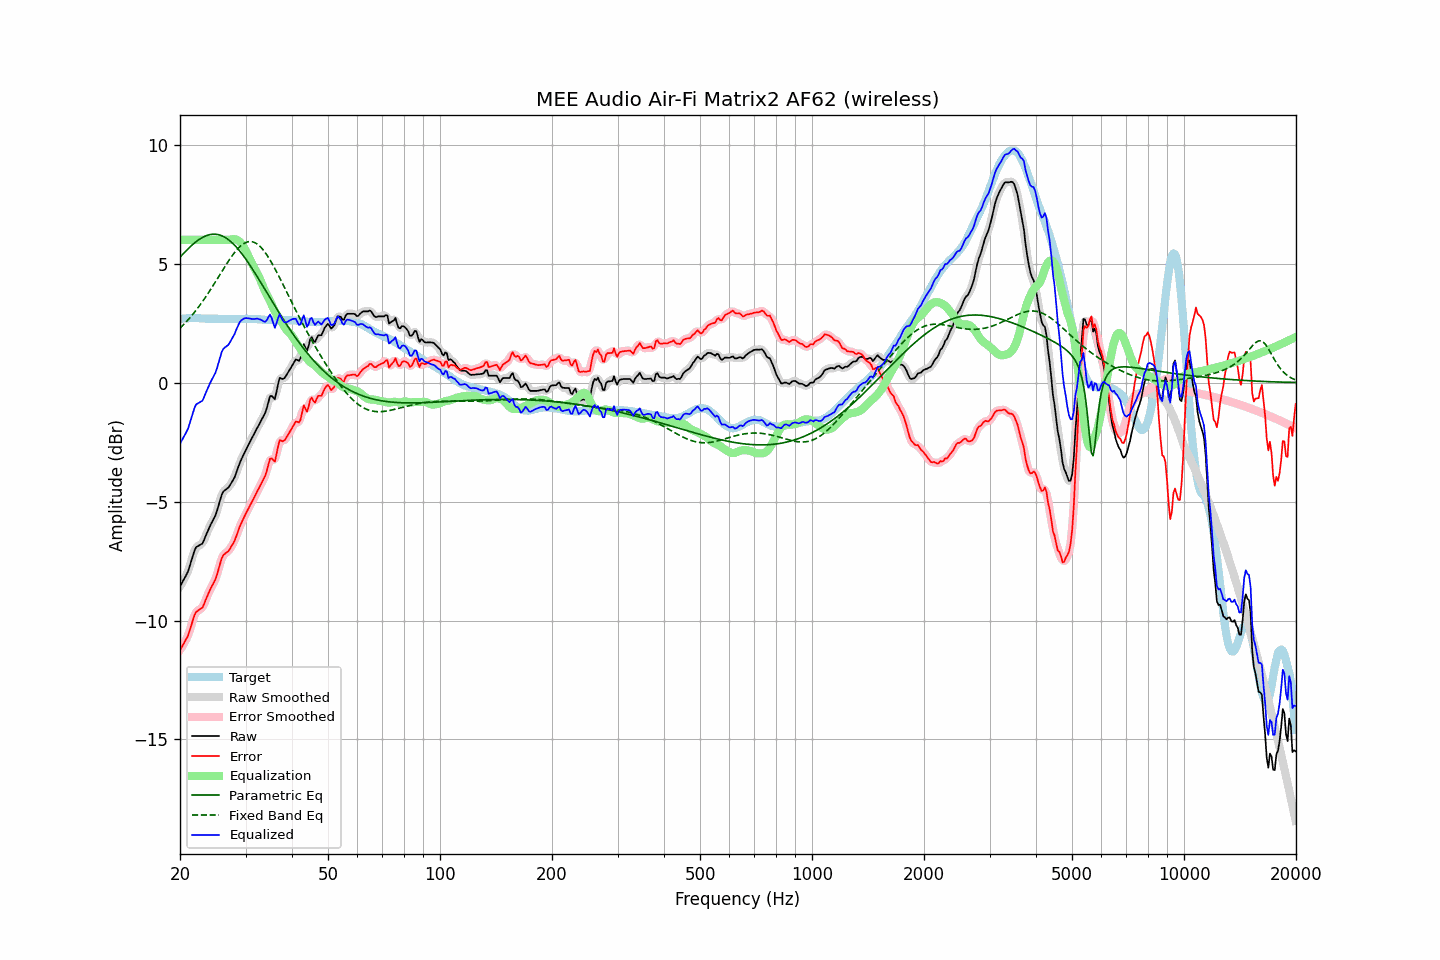 MEE Audio Air-Fi Matrix2 AF62 (wireless)
Amplitude (dBr)
10
5
0
−5
−10
−15
Target
Raw Smoothed
Error Smoothed
Raw
Error
Equalization
Parametric Eq
Fixed Band Eq
Equalized
20 50 100 200 500 1000 2000 5000 10000 20000
Frequency (Hz)